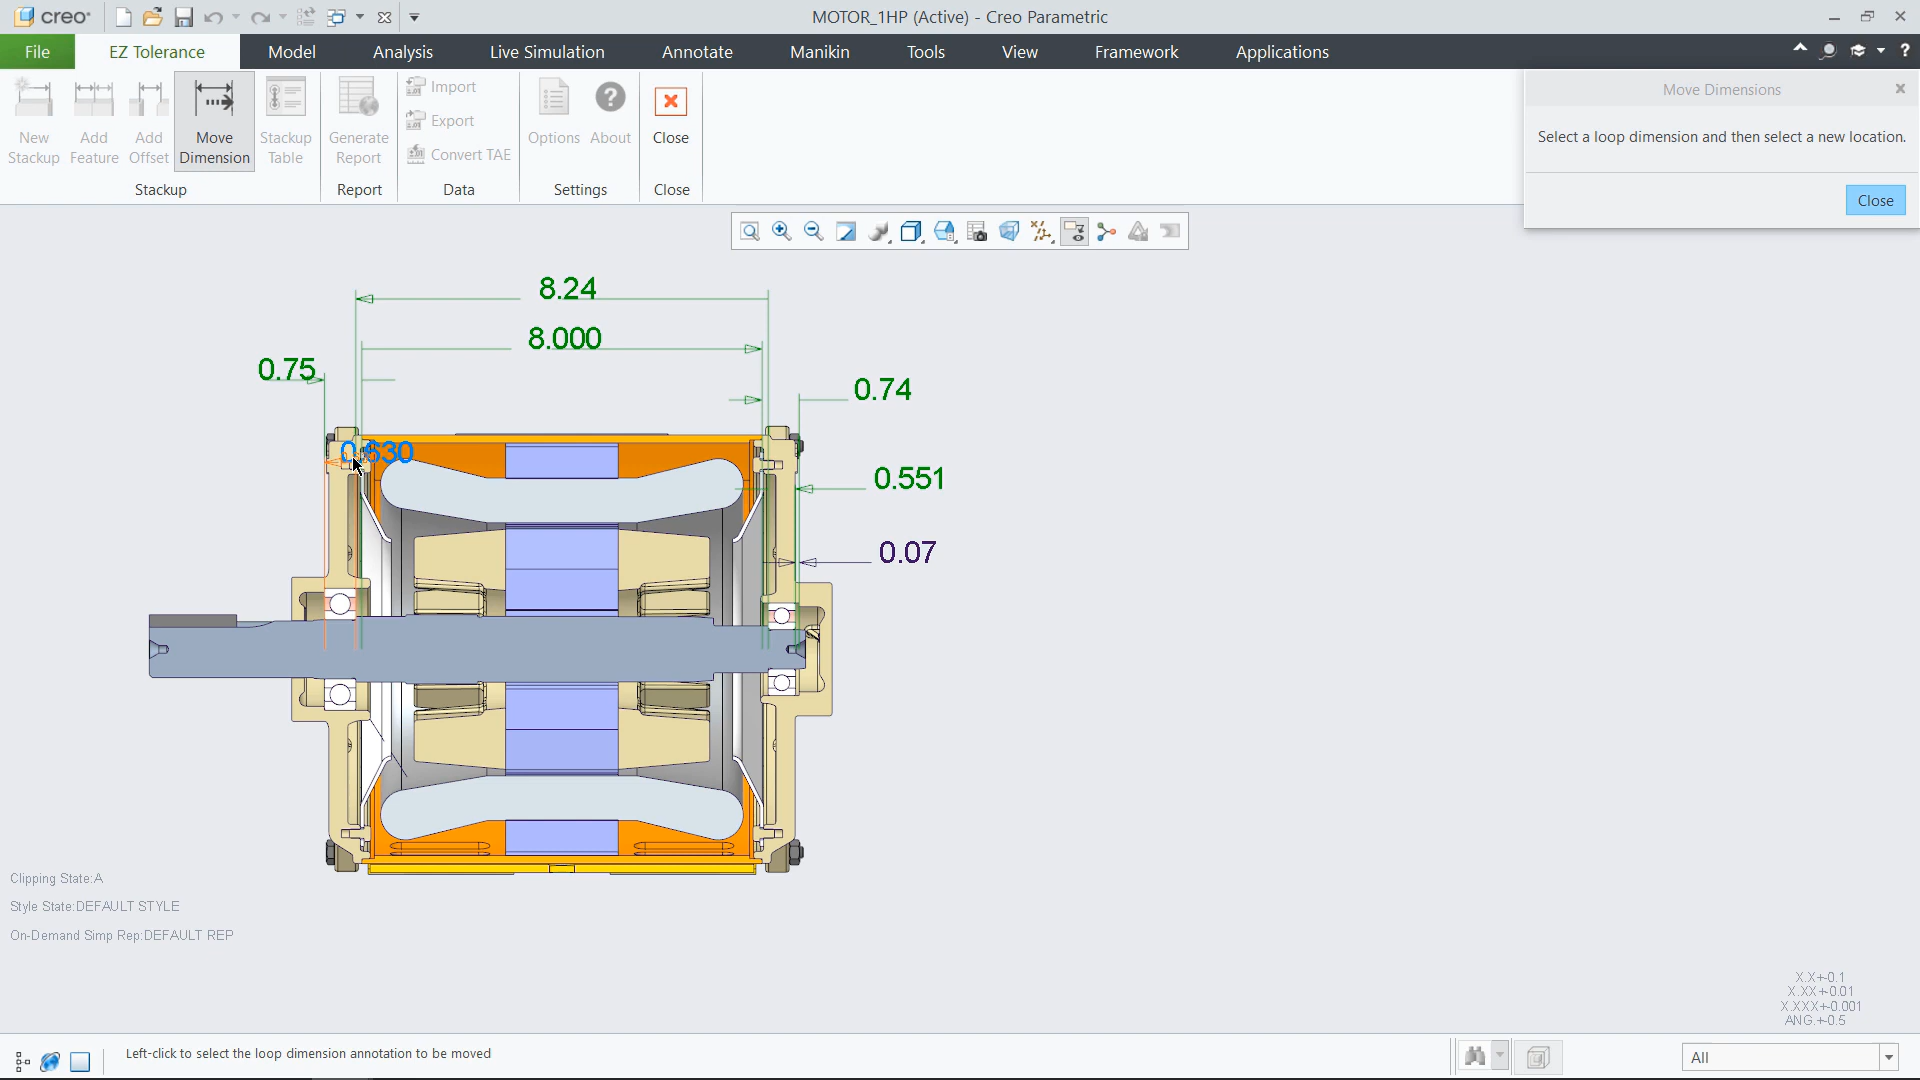 creo
MOTOR_1HP (Active) - Creo Parametric
File
EZ Tolerance
Model
Analysis
Live Simulation
Annotate
Manikin
Tools
View
Framework
Applications
New
Stackup
Add
Feature
Add
Offset
Move
Dimension
Stackup
Table
Generate
Report
Import
Export
Convert TAE
Options
About
Close
Stackup
Report
Data
Settings
Close
Move Dimensions
Select a loop dimension and then select a new location.
Close
8.24
8.000
0.75
0.74
0.630
0.551
0.07
Clipping State:A
Style State:DEFAULT STYLE
On-Demand Simp Rep:DEFAULT REP
X.X+-0.1
X.XX+-0.01
X.XXX+-0.001
ANG.+-0.5
Left-click to select the loop dimension annotation to be moved
All